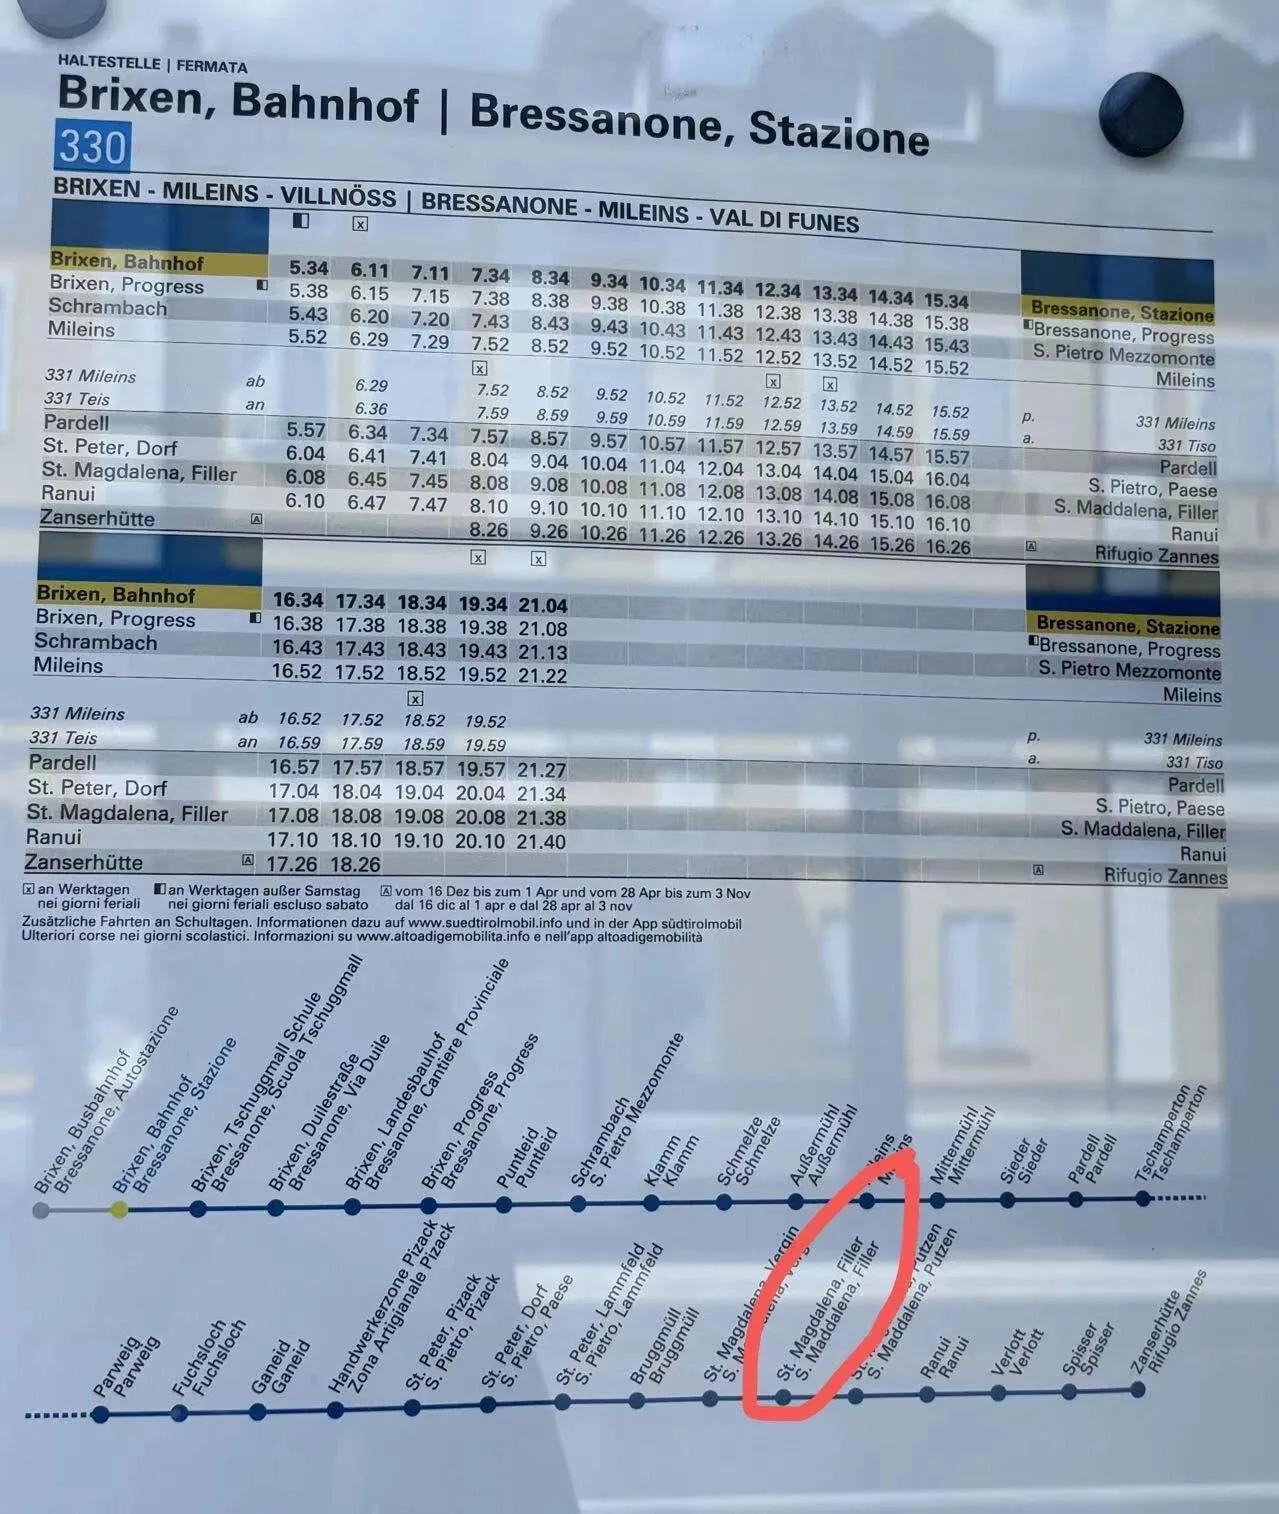 HALTESTELLE | FERMATA
Brixen, Bahnhof | Bressanone, Stazione
330
BRIXEN - MILEINS - VILLNÖSS | BRESSANONE - MILEINS - VAL DI FUNES
x
Brixen, Bahnhof 5.34 6.11 7.11 7.34 8.34 9.34 10.34 11.34 12.34 13.34 14.34 15.34 Bressanone, Stazione
Brixen, Progress 5.38 6.15 7.15 7.38 8.38 9.38 10.38 11.38 12.38 13.38 14.38 15.38 Bressanone, Progress
Schrambach 5.43 6.20 7.20 7.43 8.43 9.43 10.43 11.43 12.43 13.43 14.43 15.43 S. Pietro Mezzomonte
Mileins 5.52 6.29 7.29 7.52 8.52 9.52 10.52 11.52 12.52 13.52 14.52 15.52 Mileins
x x x
331 Mileins ab 6.29 7.52 8.52 9.52 10.52 11.52 12.52 13.52 14.52 15.52 p. 331 Mileins
331 Teis an 6.36 7.59 8.59 9.59 10.59 11.59 12.59 13.59 14.59 15.59 a. 331 Tiso
Pardell 5.57 6.34 7.34 7.57 8.57 9.57 10.57 11.57 12.57 13.57 14.57 15.57 Pardell
St. Peter, Dorf 6.04 6.41 7.41 8.04 9.04 10.04 11.04 12.04 13.04 14.04 15.04 16.04 S. Pietro, Paese
St. Magdalena, Filler 6.08 6.45 7.45 8.08 9.08 10.08 11.08 12.08 13.08 14.08 15.08 16.08 S. Maddalena, Filler
Ranui 6.10 6.47 7.47 8.10 9.10 10.10 11.10 12.10 13.10 14.10 15.10 16.10 Ranui
Zanserhütte A 8.26 9.26 10.26 11.26 12.26 13.26 14.26 15.26 16.26 A Rifugio Zannes
x x
Brixen, Bahnhof 16.34 17.34 18.34 19.34 21.04 Bressanone, Stazione
Brixen, Progress 16.38 17.38 18.38 19.38 21.08 Bressanone, Progress
Schrambach 16.43 17.43 18.43 19.43 21.13 S. Pietro Mezzomonte
Mileins 16.52 17.52 18.52 19.52 21.22 Mileins
x
331 Mileins ab 16.52 17.52 18.52 19.52 p. 331 Mileins
331 Teis an 16.59 17.59 18.59 19.59 a. 331 Tiso
Pardell 16.57 17.57 18.57 19.57 21.27 Pardell
St. Peter, Dorf 17.04 18.04 19.04 20.04 21.34 S. Pietro, Paese
St. Magdalena, Filler 17.08 18.08 19.08 20.08 21.38 S. Maddalena, Filler
Ranui 17.10 18.10 19.10 20.10 21.40 Ranui
Zanserhütte A 17.26 18.26 A Rifugio Zannes
x an Werktagen an Werktagen außer Samstag A vom 16 Dez bis zum 1 Apr und vom 28 Apr bis zum 3 Nov
nei giorni feriali nei giorni feriali escluso sabato dal 16 dic al 1 apr e dal 28 apr al 3 nov
Zusätzliche Fahrten an Schultagen. Informationen dazu auf www.suedtirolmobil.info und in der App südtirolmobil
Ulteriori corse nei giorni scolastici. Informazioni su www.altoadigemobilita.info e nell'app altoadigemobilità
Brixen, Busbahnhof
Bressanone, Autostazione
Brixen, Bahnhof
Bressanone, Stazione
Brixen, Tschuggmall Schule
Bressanone, Scuola Tschuggmall
Brixen, Duilestraße
Bressanone, Via Duile
Brixen, Landesbauhof
Bressanone, Cantiere Provinciale
Brixen, Progress
Bressanone, Progress
Puntleid
Puntleid
Schrambach
S. Pietro Mezzomonte
Klamm
Klamm
Schmelze
Schmelze
Außermühl
Außermühl
Mittermühl
Mittermühl
Sieder
Sieder
Pardell
Pardell
Tschamperton
Tschamperton
Parweig
Parweig
Fuchsloch
Fuchsloch
Ganeid
Ganeid
Handwerkerzone Pizack
Zona Artigianale Pizack
St. Peter, Pizack
S. Pietro, Pizack
St. Peter, Dorf
S. Pietro, Paese
St. Peter, Lammfeld
S. Pietro, Lammfeld
Bruggmüll
Bruggmüll
St. Magdalena, Verdin
St. Magdalena, Filler
S. Maddalena, Filler
Putzen
S. Maddalena, Putzen
Ranui
Ranui
Verlott
Verlott
Spisser
Spisser
Zanserhütte
Rifugio Zannes